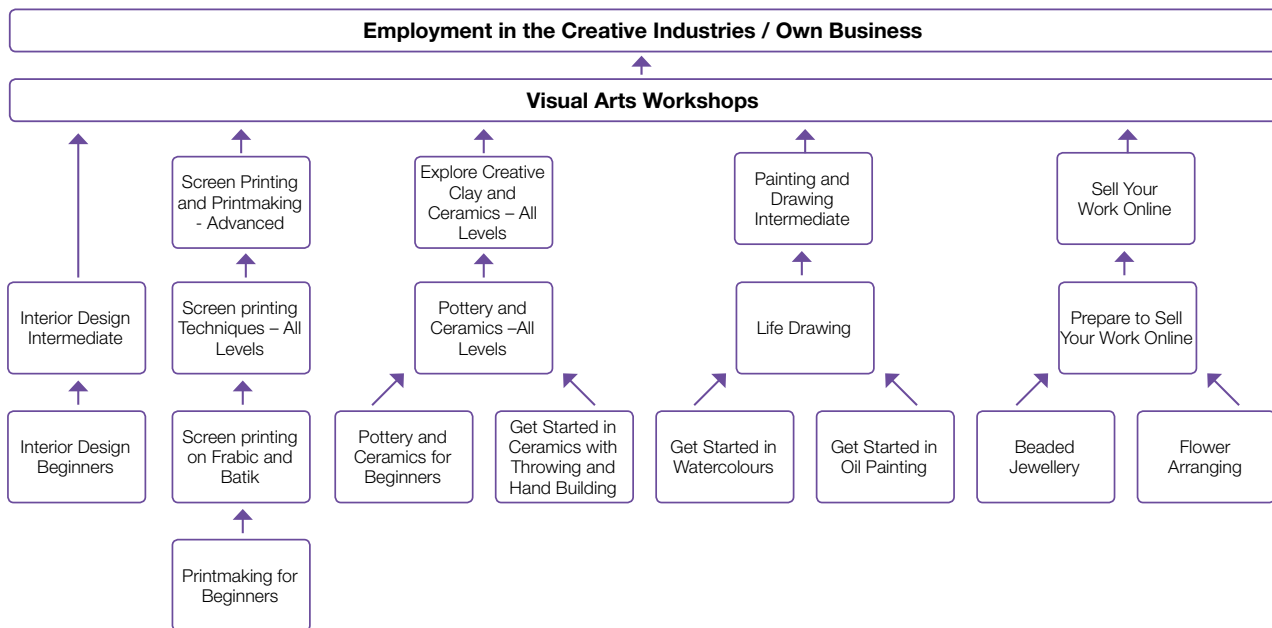 Employment in the Creative Industries / Own Business
Visual Arts Workshops
Screen Printing
and Printmaking
- Advanced
Explore Creative
Clay and
Ceramics – All
Levels
Painting and
Drawing
Intermediate
Sell Your
Work Online
Interior Design
Intermediate
Screen printing
Techniques – All
Levels
Pottery and
Ceramics –All
Levels
Life Drawing
Prepare to Sell
Your Work Online
Interior Design
Beginners
Screen printing
on Frabic and
Batik
Pottery and
Ceramics for
Beginners
Get Started in
Ceramics with
Throwing and
Hand Building
Get Started in
Watercolours
Get Started in
Oil Painting
Beaded
Jewellery
Flower
Arranging
Printmaking for
Beginners